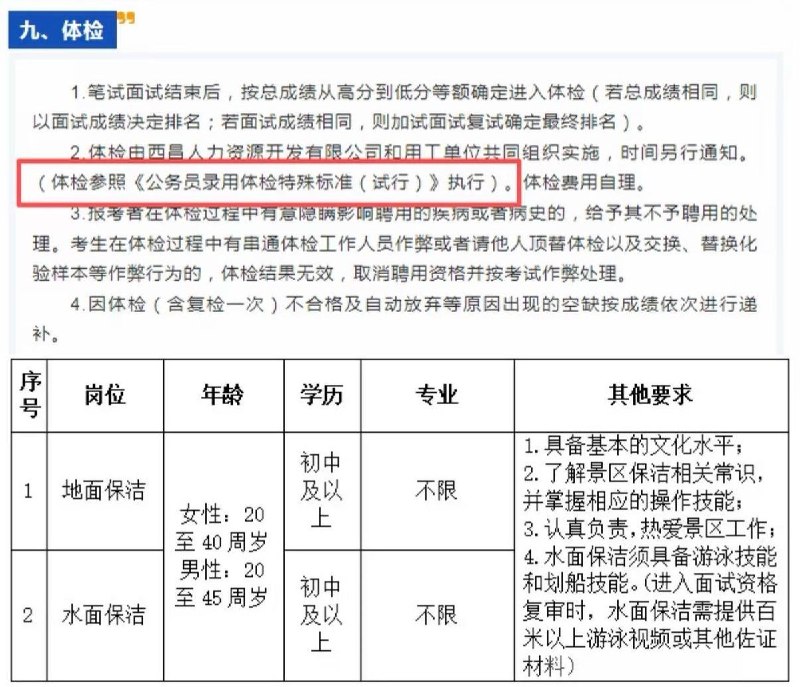 九、体检
1.笔试面试结束后，按总成绩从高分到低分等额确定进入体检（若总成绩相同，则
以面试成绩决定排名；若面试成绩相同，则加试面试复试确定最终排名）。
2.体检由西昌人力资源开发有限公司和用工单位共同组织实施，时间另行通知。
（体检参照《公务员录用体检特殊标准（试行）》执行）。体检费用自理。
3.报考者在体检过程中有意隐瞒影响聘用的疾病或者病史的，给予其不予聘用的处
理。考生在体检过程中有串通体检工作人员作弊或者请他人顶替体检以及交换、替换化
验样本等作弊行为的，体检结果无效，取消聘用资格并按考试作弊处理。
4.因体检（含复检一次）不合格及自动放弃等原因出现的空缺按成绩依次进行递
补。
序号 岗位 年龄 学历 专业 其他要求
1 地面保洁 初中及以上 不限
女性：20
至 40 周岁
男性：20
至 45 周岁
2 水面保洁 初中及以上 不限
1.具备基本的文化水平；
2.了解景区保洁相关常识，
并掌握相应的操作技能；
3.认真负责，热爱景区工作；
4.水面保洁须具备游泳技能
和划船技能。（进入面试资格
复审时，水面保洁需提供百
米以上游泳视频或其他佐证
材料）